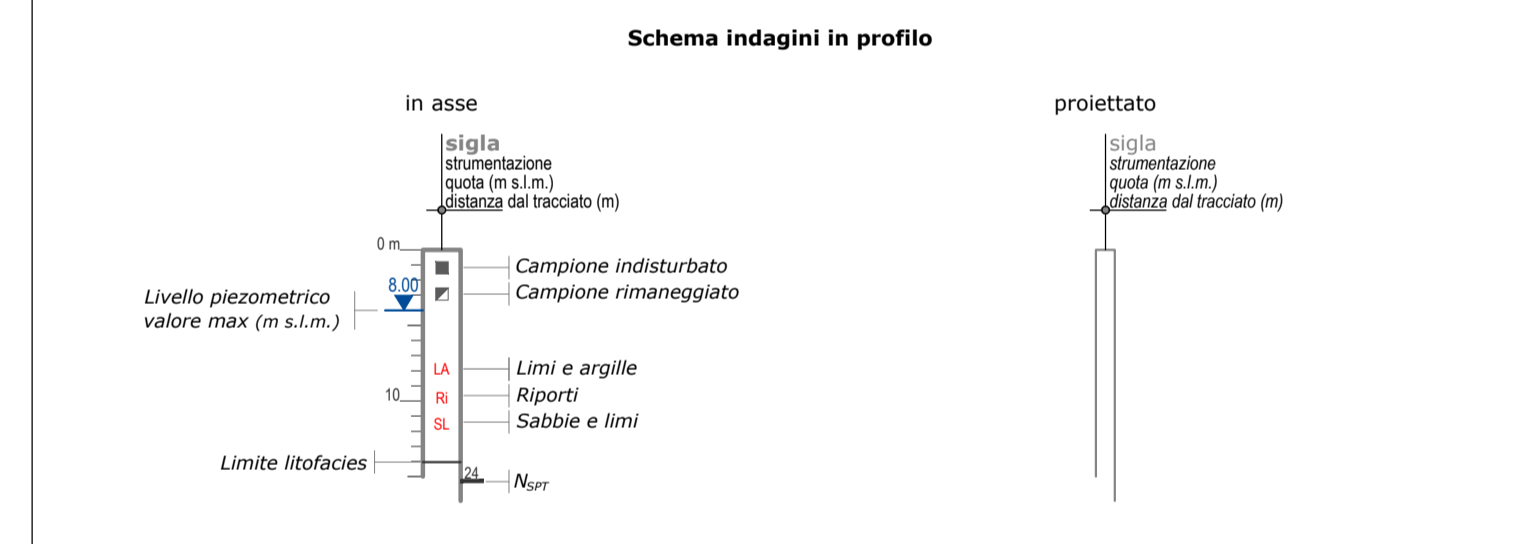 Schema indagini in profilo
in asse
sigla
strumentazione
quota (m s.l.m.)
distanza dal tracciato (m)
0 m
8.00
10
LA
Ri
SL
24
Campione indisturbato
Campione rimaneggiato
Livello piezometrico
valore max (m s.l.m.)
Limi e argille
Riporti
Sabbie e limi
Limite litofacies
NSPT
proiettato
sigla
strumentazione
quota (m s.l.m.)
distanza dal tracciato (m)